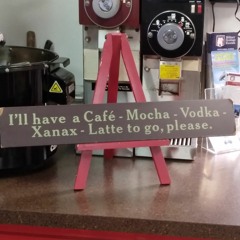 I'll have a Café - Mocha - Vodka -
Xanax - Latte to go, please.